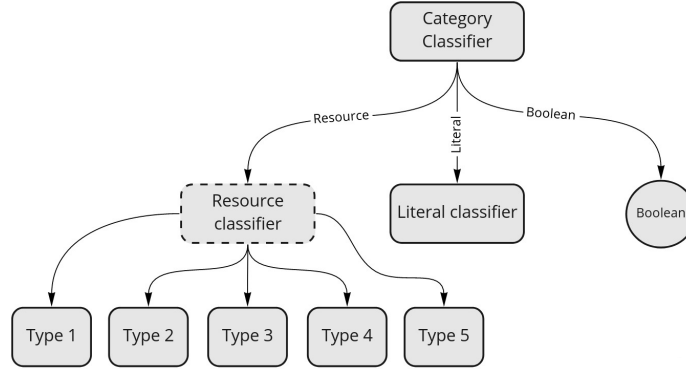 Category
Classifier
Resource
Literal
Boolean
Resource
classifier
Literal classifier
Boolean
Type 1
Type 2
Type 3
Type 4
Type 5